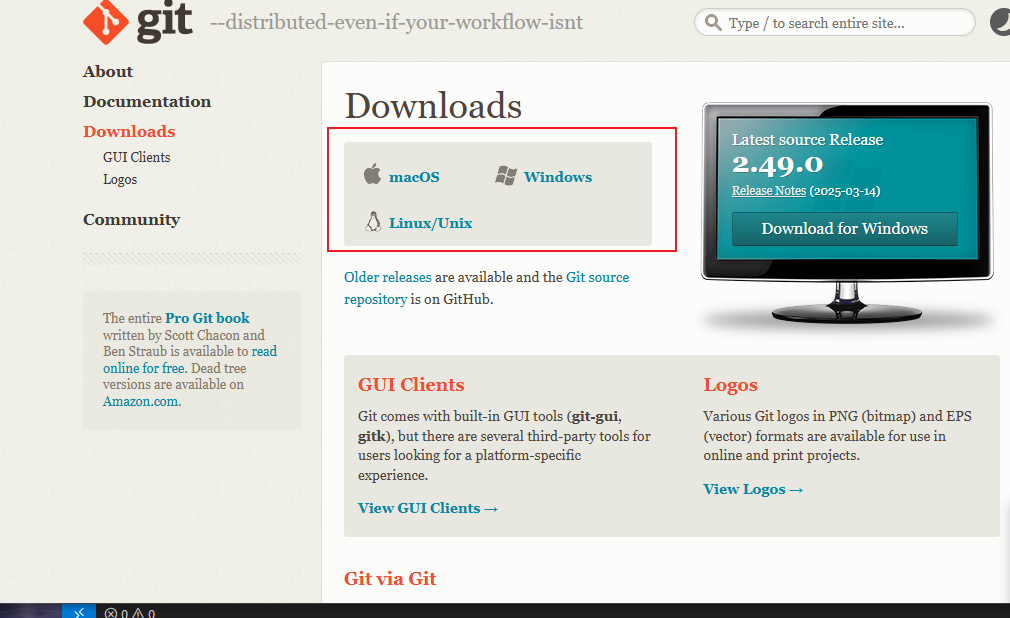 git --distributed-even-if-your-workflow-isnt
Type / to search entire site...
About
Documentation
Downloads
GUI Clients
Logos
Community
The entire Pro Git book
written by Scott Chacon and
Ben Straub is available to read
online for free. Dead tree
versions are available on
Amazon.com.
Downloads
macOS
Windows
Linux/Unix
Older releases are available and the Git source
repository is on GitHub.
Latest source Release
2.49.0
Release Notes (2025-03-14)
Download for Windows
GUI Clients
Git comes with built-in GUI tools (git-gui,
gitk), but there are several third-party tools for
users looking for a platform-specific
experience.
View GUI Clients →
Logos
Various Git logos in PNG (bitmap) and EPS
(vector) formats are available for use in
online and print projects.
View Logos →
Git via Git
0 0